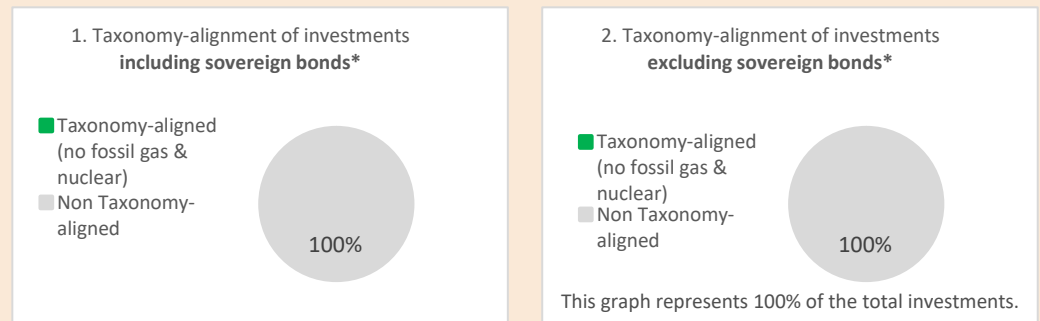 1. Taxonomy-alignment of investments
including sovereign bonds*
Taxonomy-aligned
(no fossil gas &
nuclear)
Non Taxonomy-
aligned
100%
2. Taxonomy-alignment of investments
excluding sovereign bonds*
Taxonomy-aligned
(no fossil gas &
nuclear)
Non Taxonomy-
aligned
100%
This graph represents 100% of the total investments.